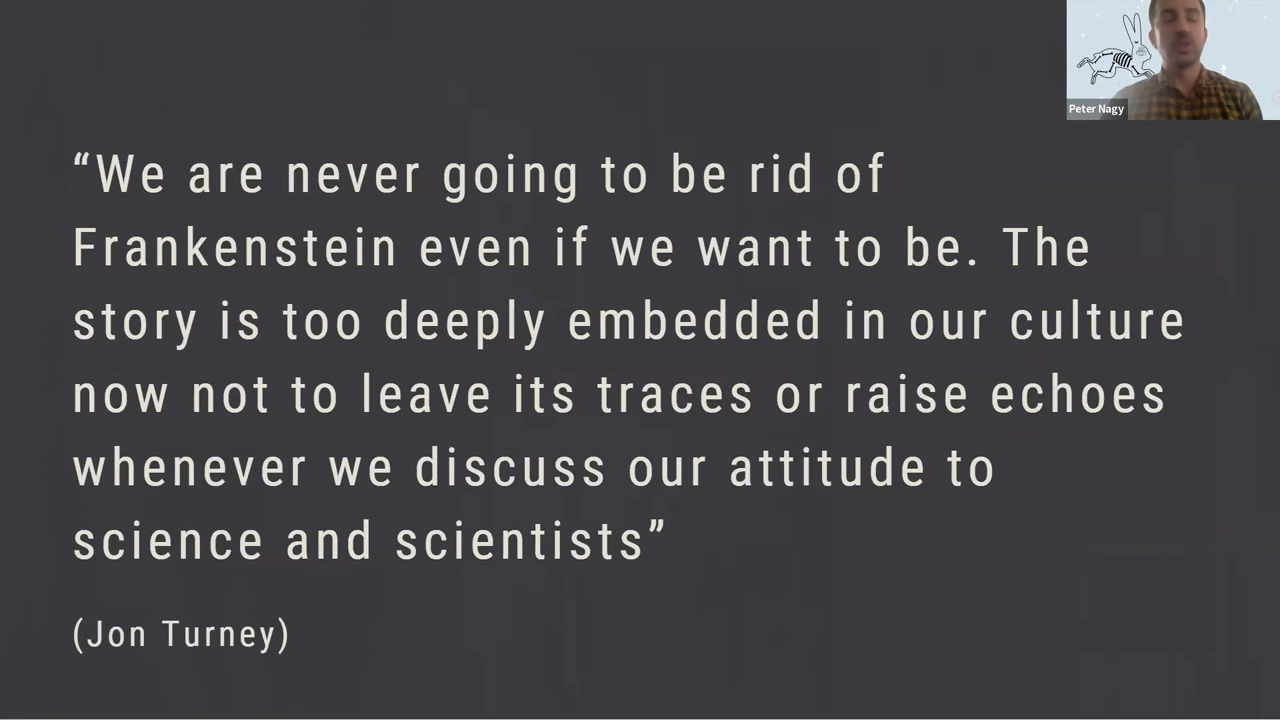 Peter Nagy
“We are never going to be rid of
Frankenstein even if we want to be. The
story is too deeply embedded in our culture
now not to leave its traces or raise echoes
whenever we discuss our attitude to
science and scientists”
(Jon Turney)